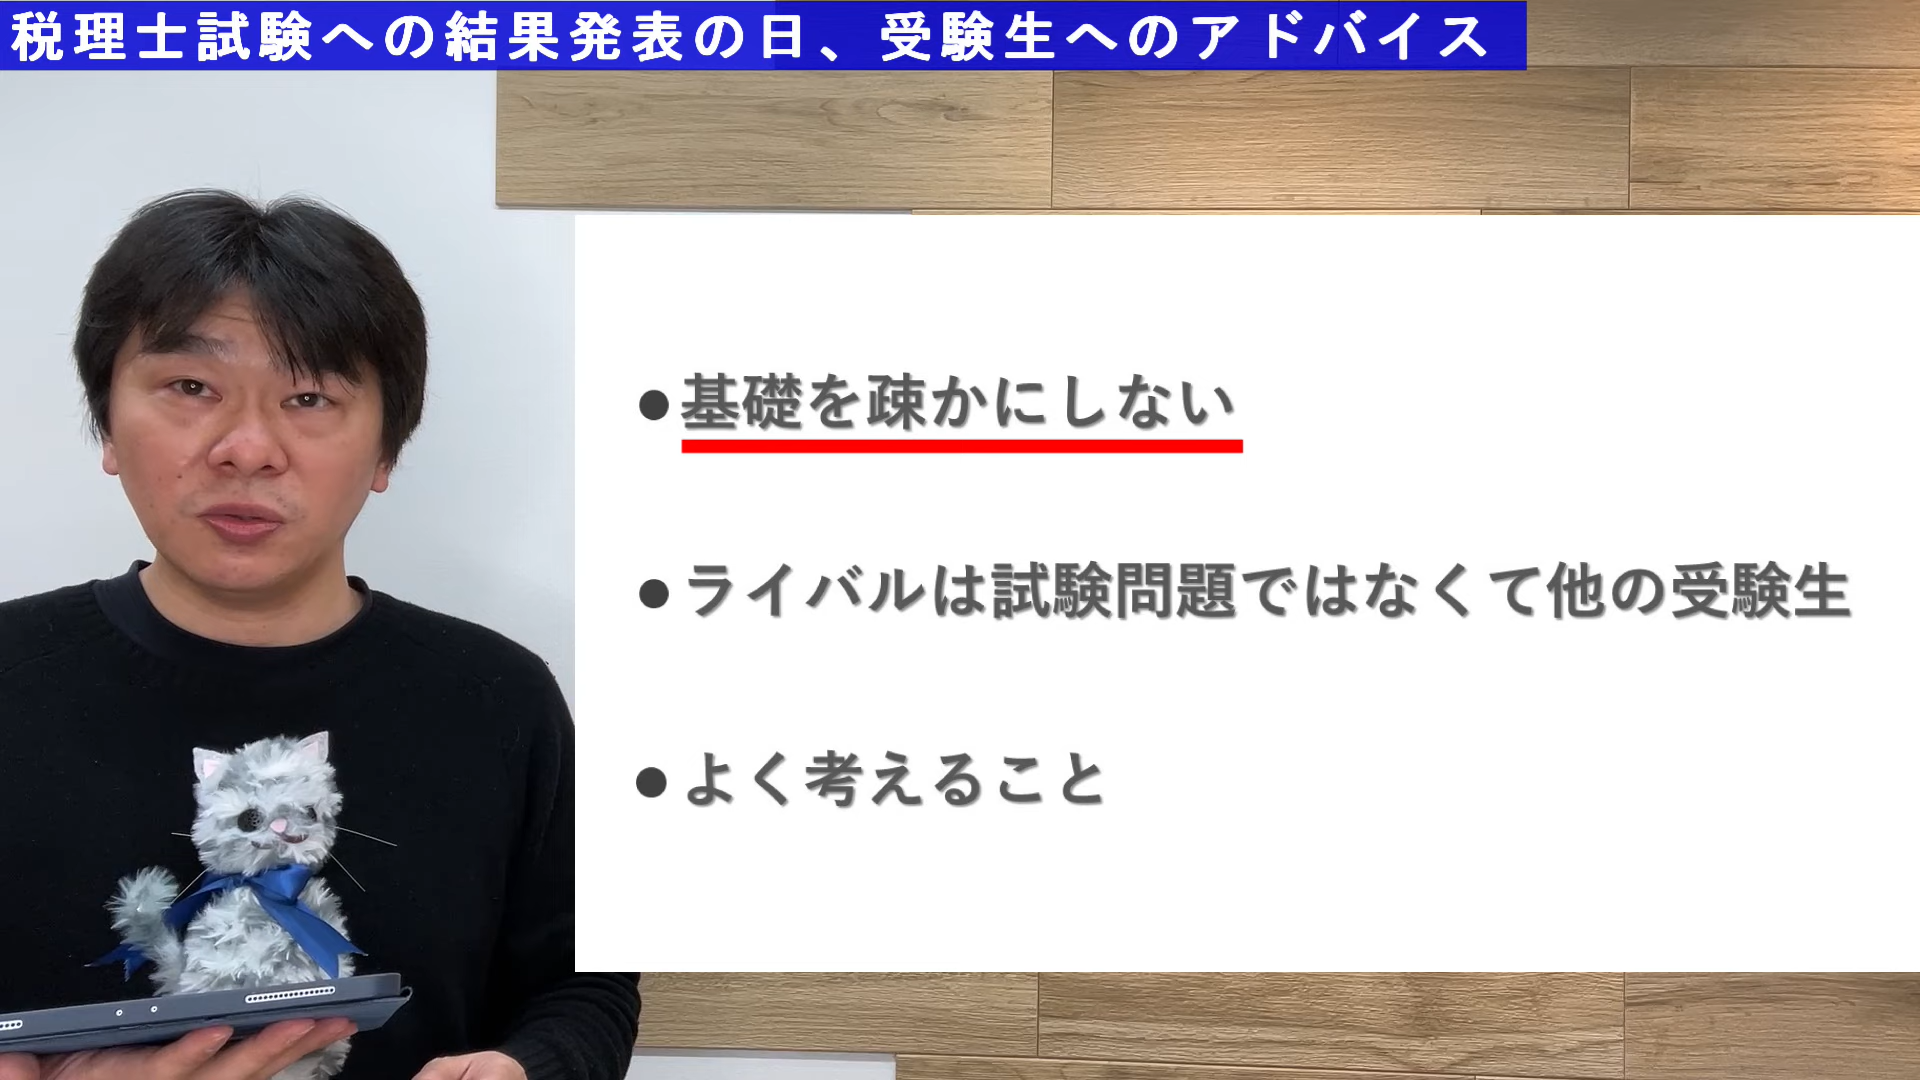 税理士試験への結果発表の日、受験生へのアドバイス
●基礎を疎かにしない
●ライバルは試験問題ではなくて他の受験生
●よく考えること